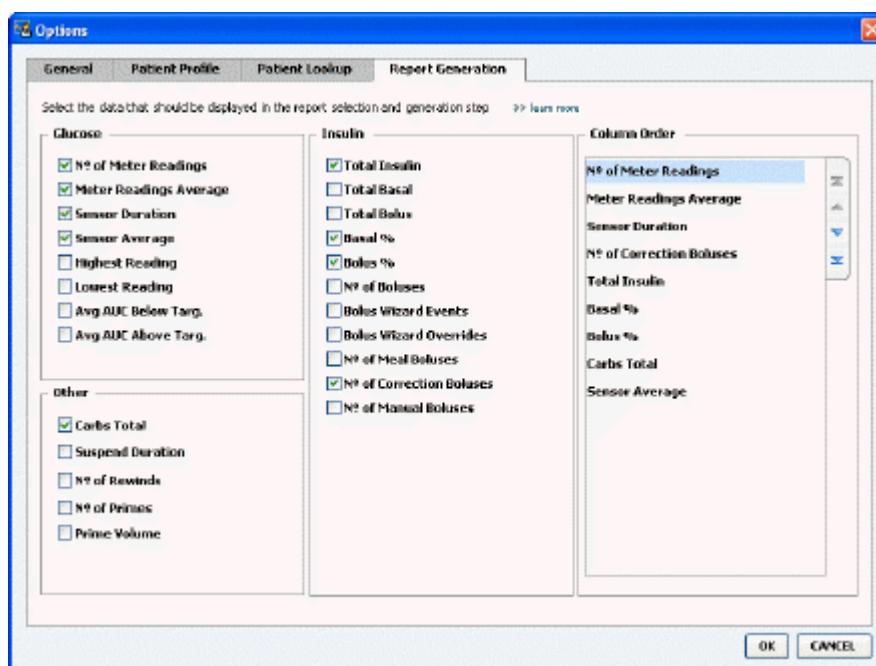 Options
General Patient Profile Patient Lookup Report Generation
Select the data that should be displayed in the report selection and generation step >> learn more
Glucose
Nº of Meter Readings
Meter Readings Average
Sensor Duration
Sensor Average
Highest Reading
Lowest Reading
Avg AUC Below Targ.
Avg AUC Above Targ.
Other
Carbs Total
Suspend Duration
Nº of Rewinds
Nº of Primes
Prime Volume
Insulin
Total Insulin
Total Basal
Total Bolus
Basal %
Bolus %
Nº of Boluses
Bolus Wizard Events
Bolus Wizard Overrides
Nº of Meal Boluses
Nº of Correction Boluses
Nº of Manual Boluses
Column Order
Nº of Meter Readings
Meter Readings Average
Sensor Duration
Nº of Correction Boluses
Total Insulin
Basal %
Bolus %
Carbs Total
Sensor Average
OK CANCEL